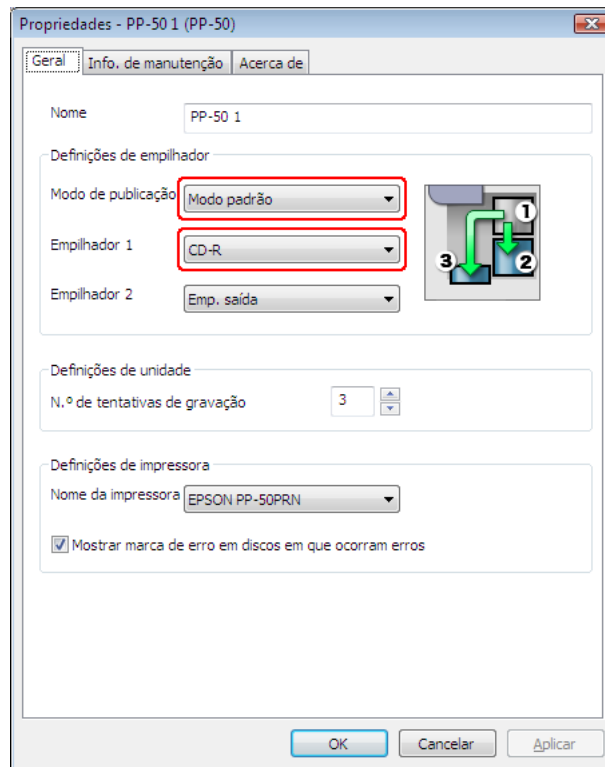 Propriedades - PP-50 1 (PP-50)
Geral Info. de manutenção Acerca de
Nome PP-50 1
Definições de empilhador
Modo de publicação Modo padrão
Empilhador 1 CD-R
Empilhador 2 Emp. saída
1
3 2
Definições de unidade
N.º de tentativas de gravação 3
Definições de impressora
Nome da impressora EPSON PP-50PRN
Mostrar marca de erro em discos em que ocorram erros
OK Cancelar Aplicar